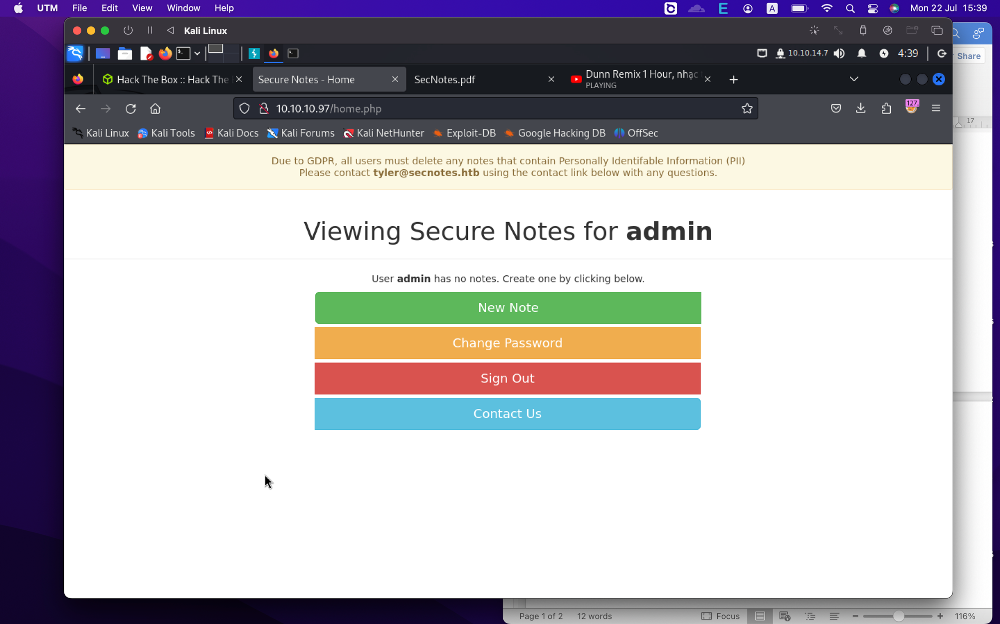 UTM File Edit View Window Help
A
Mon 22 Jul 15:39
Kali Linux
10.10.14.7
4:39
Share
Hack The Box :: Hack The
Secure Notes - Home
SecNotes.pdf
Dunn Remix 1 Hour, nhạc
PLAYING
10.10.10.97/home.php
127.
17
Kali Linux Kali Tools Kali Docs Kali Forums Kali NetHunter Exploit-DB Google Hacking DB OffSec
Due to GDPR, all users must delete any notes that contain Personally Identifable Information (PII)
Please contact tyler@secnotes.htb using the contact link below with any questions.
Viewing Secure Notes for admin
User admin has no notes. Create one by clicking below.
New Note
Change Password
Sign Out
Contact Us
Page 1 of 2 12 words Focus 116%